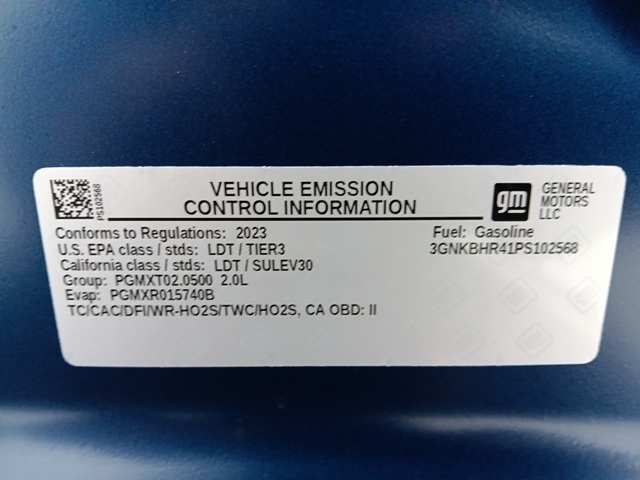 PS102568
VEHICLE EMISSION
CONTROL INFORMATION
gm
GENERAL
MOTORS
LLC
Conforms to Regulations: 2023
Fuel: Gasoline
U.S. EPA class / stds: LDT / TIER3
3GNKBHR41PS102568
California class / stds: LDT / SULEV30
Group: PGMXT02.0500 2.0L
Evap: PGMXR015740B
TC/CAC/DFI/WR-HO2S/TWC/HO2S, CA OBD: II